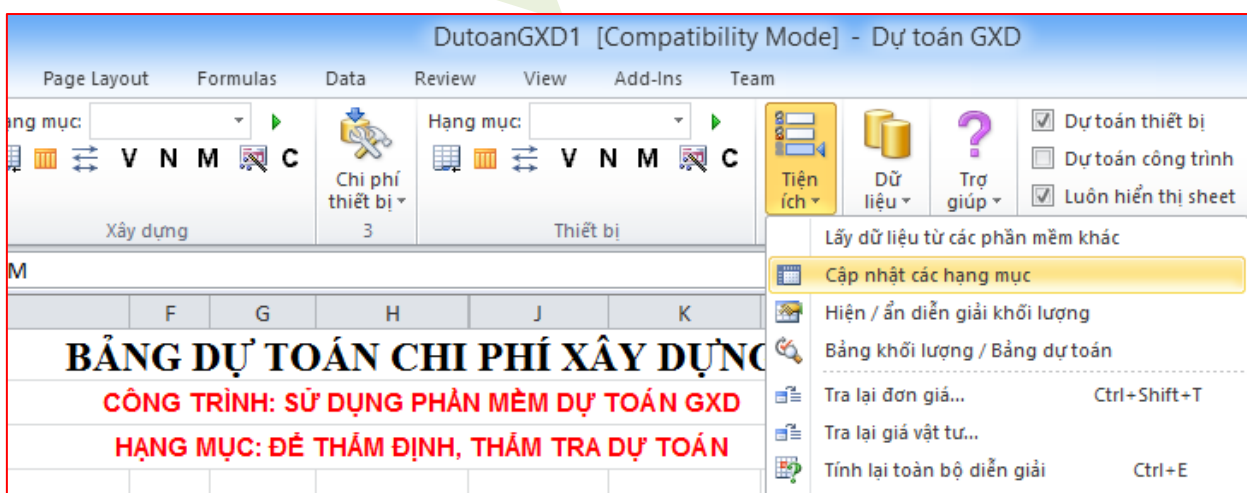 DutoanGXD1 [Compatibility Mode] - Dự toán GXD
Page Layout Formulas Data Review View Add-Ins Team
ạng mục: Hạng mục: Dự toán thiết bị
V N M C Chi phí thiết bị V N M C Tiện ích Dữ liệu Trợ giúp Dự toán công trình
Luôn hiển thị sheet
Xây dựng 3 Thiết bị
Lấy dữ liệu từ các phần mềm khác
M
Cập nhật các hạng mục
F G H J K
Hiện / ẩn diễn giải khối lượng
BẢNG DỰ TOÁN CHI PHÍ XÂY DỰNG
Bảng khối lượng / Bảng dự toán
CÔNG TRÌNH: SỬ DỤNG PHẦN MỀM DỰ TOÁN GXD
Tra lại đơn giá... Ctrl+Shift+T
HẠNG MỤC: ĐỂ THẨM ĐỊNH, THẨM TRA DỰ TOÁN
Tra lại giá vật tư...
Tính lại toàn bộ diễn giải Ctrl+E